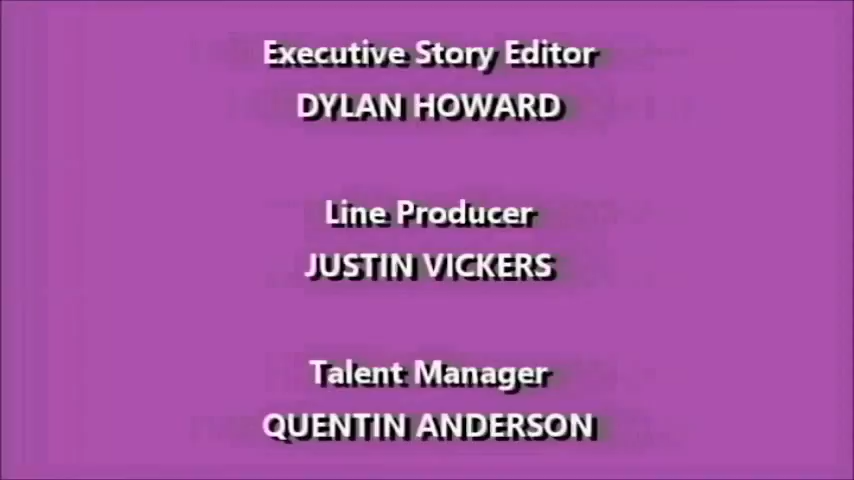 Executive Story Editor
DYLAN HOWARD
Line Producer
JUSTIN VICKERS
Talent Manager
QUENTIN ANDERSON